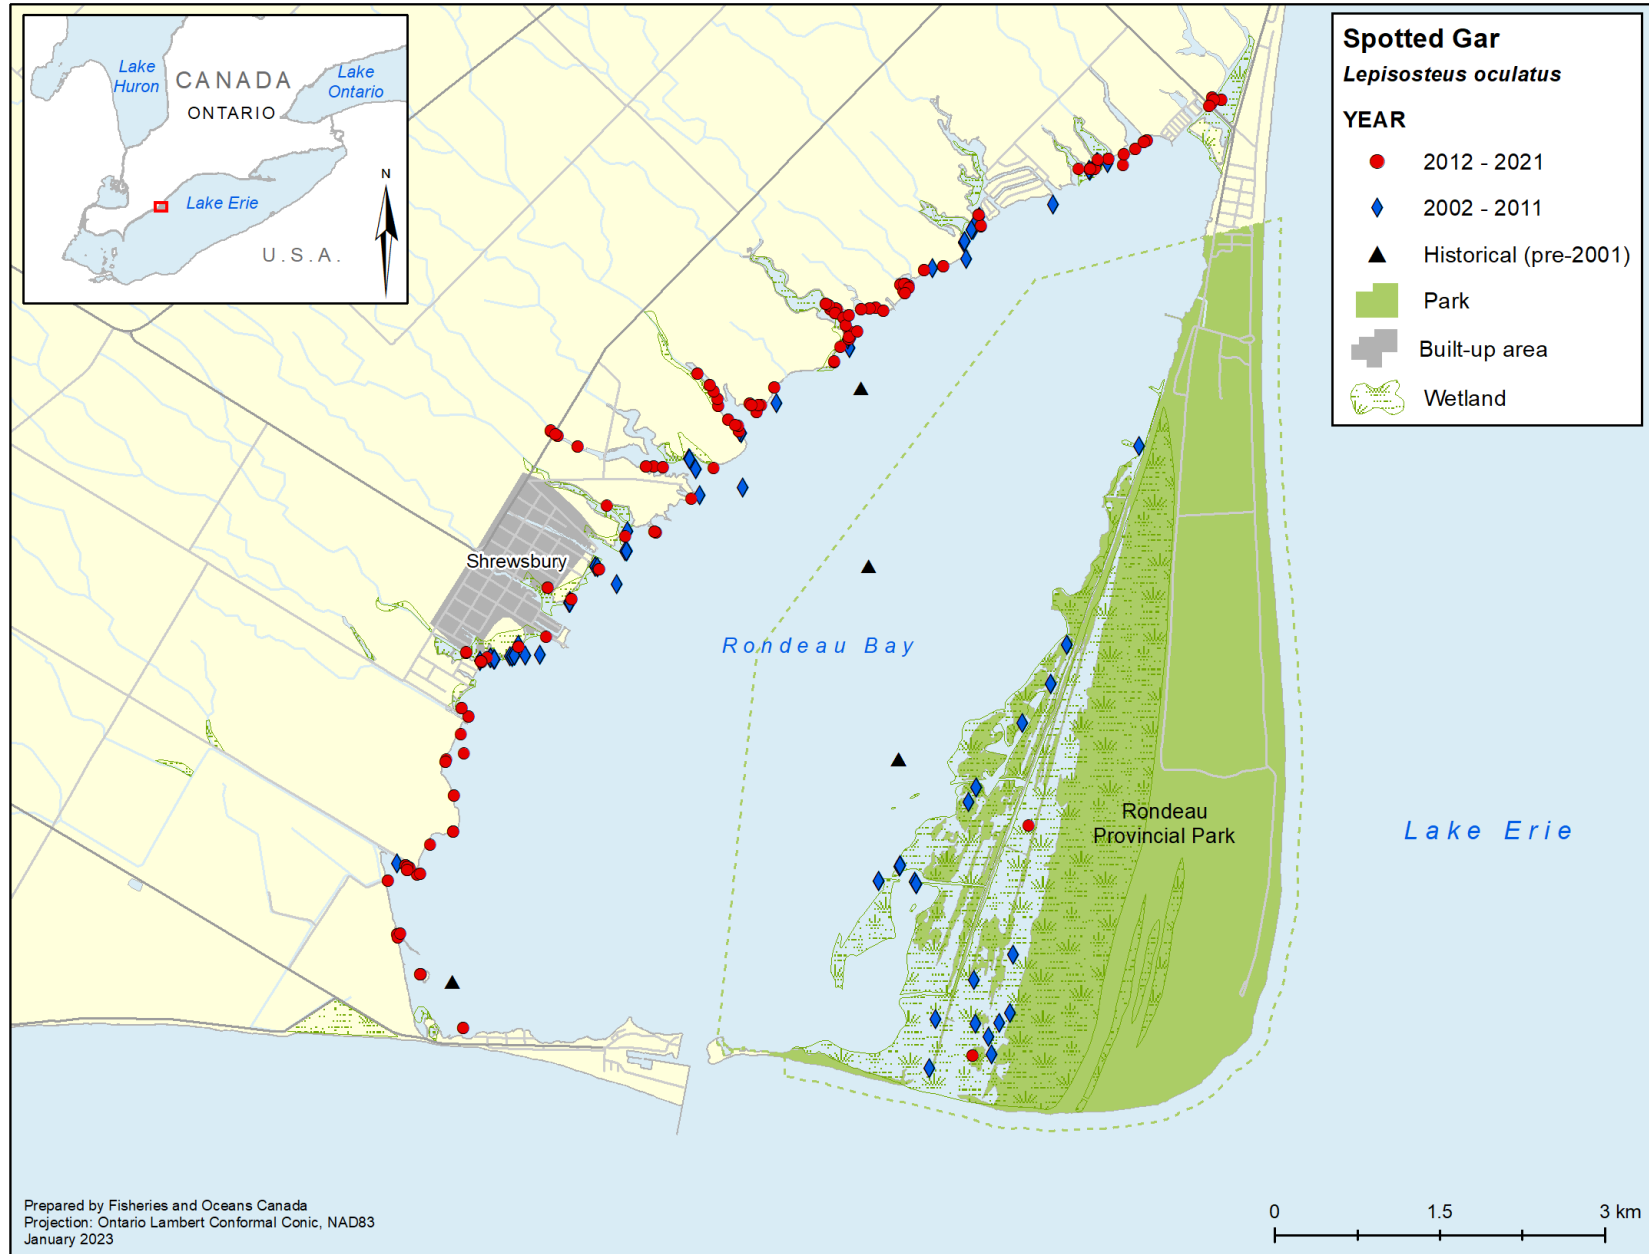 Lake
Huron
CANADA
ONTARIO
Lake
Ontario
Lake Erie
U.S.A.
N
Spotted Gar
Lepisosteus oculatus
YEAR
2012 - 2021
2002 - 2011
Historical (pre-2001)
Park
Built-up area
Wetland
Shrewsbury
Rondeau Bay
Rondeau
Provincial Park
Lake Erie
Prepared by Fisheries and Oceans Canada
Projection: Ontario Lambert Conformal Conic, NAD83
January 2023
0 1.5 3 km